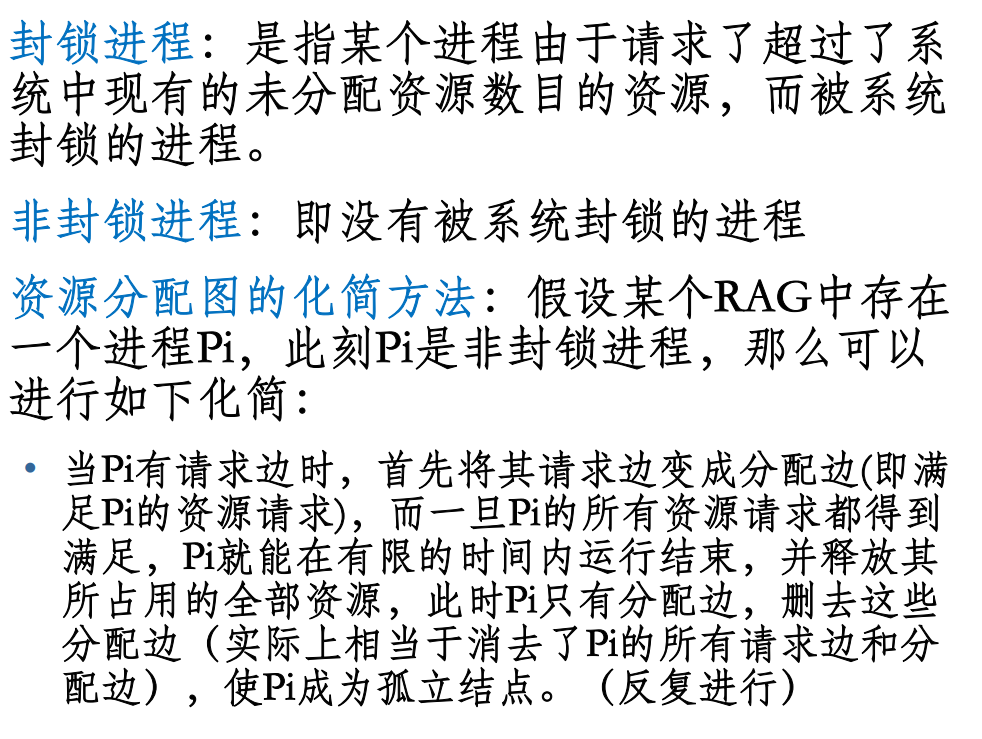 封锁进程：是指某个进程由于请求了超过了系
统中现有的未分配资源数目的资源，而被系统
封锁的进程。
非封锁进程：即没有被系统封锁的进程
资源分配图的化简方法：假设某个RAG中存在
一个进程Pi，此刻Pi是非封锁进程，那么可以
进行如下化简：
• 当Pi有请求边时，首先将其请求边变成分配边(即满
足Pi的资源请求)，而一旦Pi的所有资源请求都得到
满足，Pi就能在有限的时间内运行结束，并释放其
所占用的全部资源，此时Pi只有分配边，删去这些
分配边（实际上相当于消去了Pi的所有请求边和分
配边），使Pi成为孤立结点。（反复进行）